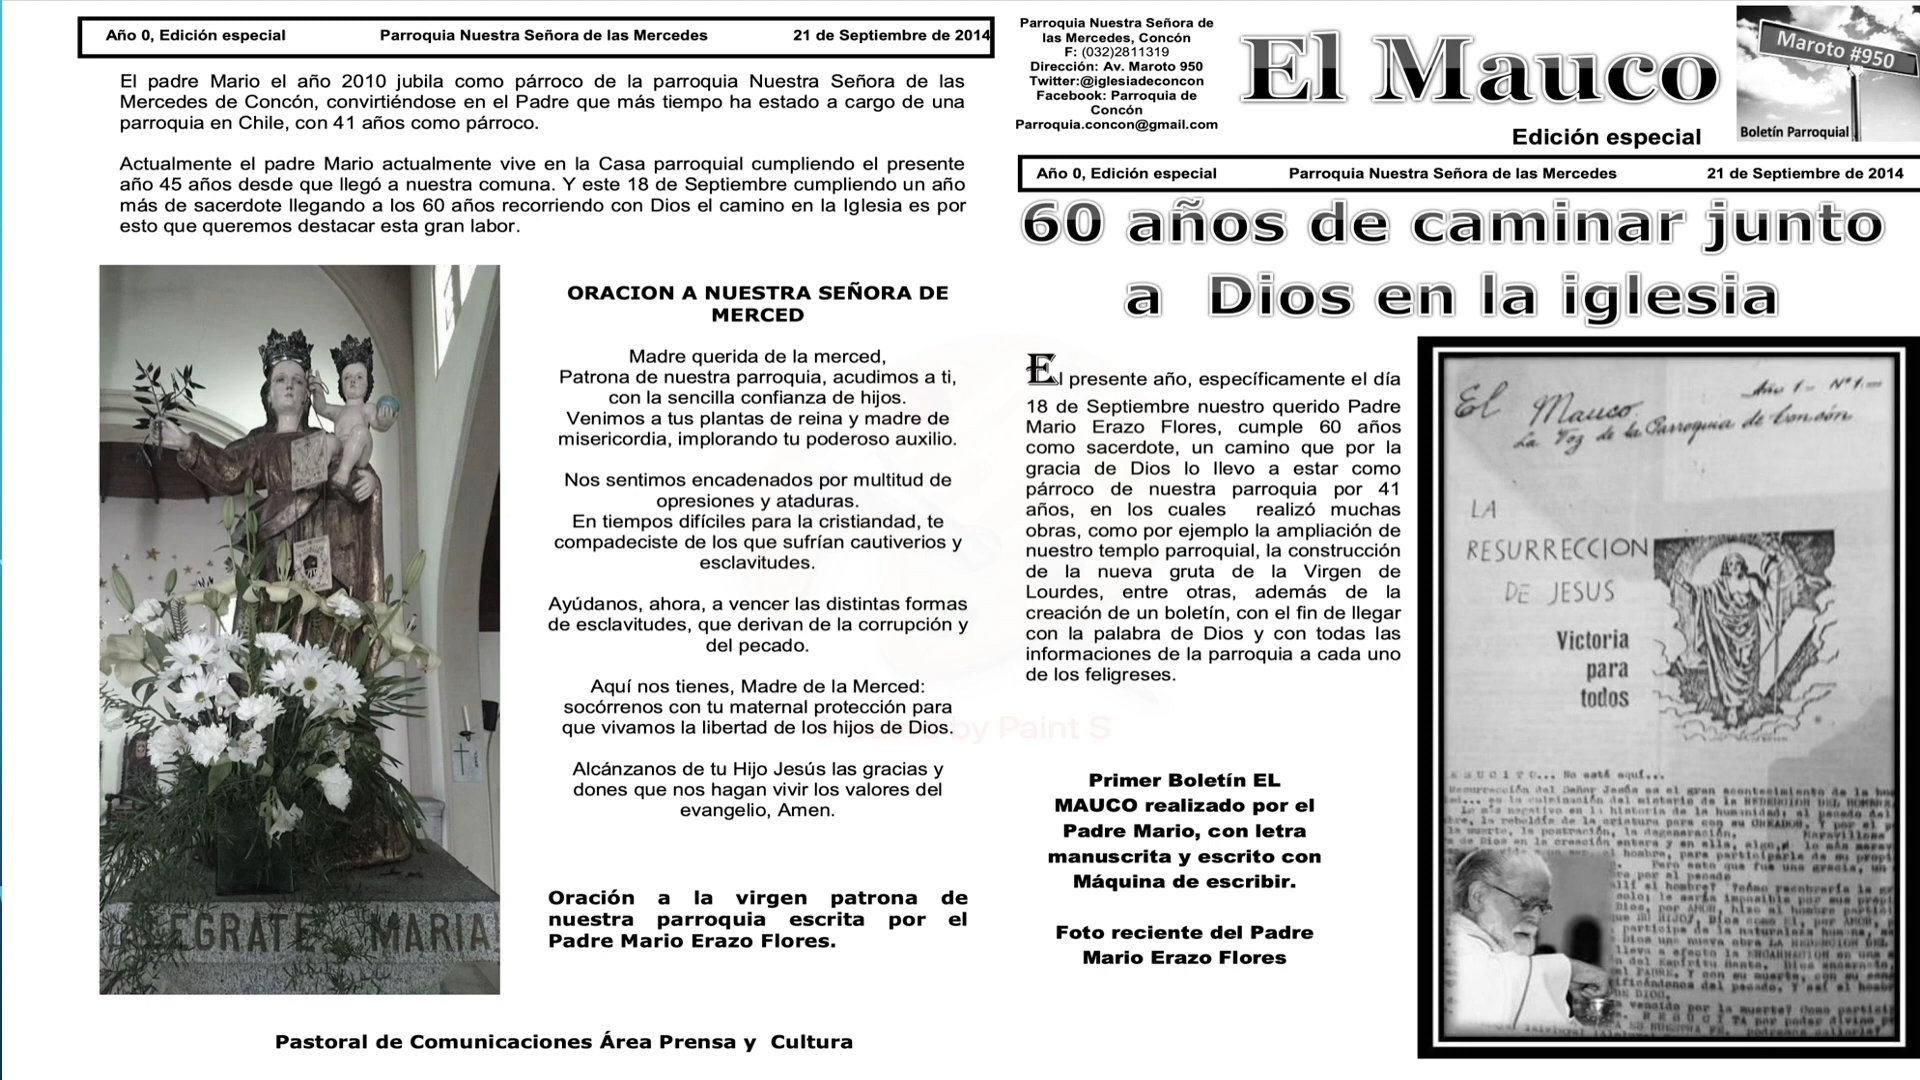 Año 0, Edición especial Parroquia Nuestra Señora de las Mercedes 21 de Septiembre de 2014
El padre Mario el año 2010 jubila como párroco de la parroquia Nuestra Señora de las
Mercedes de Concón, convirtiéndose en el Padre que más tiempo ha estado a cargo de una
parroquia en Chile, con 41 años como párroco.
Actualmente el padre Mario actualmente vive en la Casa parroquial cumpliendo el presente
año 45 años desde que llegó a nuestra comuna. Y este 18 de Septiembre cumpliendo un año
más de sacerdote llegando a los 60 años recorriendo con Dios el camino en la Iglesia es por
esto que queremos destacar esta gran labor.
ORACION A NUESTRA SEÑORA DE
MERCED
Madre querida de la merced,
Patrona de nuestra parroquia, acudimos a ti,
con la sencilla confianza de hijos.
Venimos a tus plantas de reina y madre de
misericordia, implorando tu poderoso auxilio.
Nos sentimos encadenados por multitud de
opresiones y ataduras.
En tiempos difíciles para la cristiandad, te
compadeciste de los que sufrían cautiverios y
esclavitudes.
Ayúdanos, ahora, a vencer las distintas formas
de esclavitudes, que derivan de la corrupción y
del pecado.
Aquí nos tienes, Madre de la Merced:
socórrenos con tu maternal protección para
que vivamos la libertad de los hijos de Dios.
Alcánzanos de tu Hijo Jesús las gracias y
dones que nos hagan vivir los valores del
evangelio, Amen.
Oración a la virgen patrona de
nuestra parroquia escrita por el
Padre Mario Erazo Flores.
MARIA!
Pastoral de Comunicaciones Área Prensa y Cultura
Parroquia Nuestra Señora de
las Mercedes, Concón
F: (032)2811319
Dirección: Av. Maroto 950
Twitter:@iglesiadeconcon
Facebook: Parroquia de
Concón
Parroquia.concon@gmail.com
El Mauco
Edición especial
Maroto #950
Boletín Parroquial
Año 0, Edición especial Parroquia Nuestra Señora de las Mercedes 21 de Septiembre de 2014
60 años de caminar junto
a Dios en la iglesia
El presente año, específicamente el día
18 de Septiembre nuestro querido Padre
Mario Erazo Flores, cumple 60 años
como sacerdote, un camino que por la
gracia de Dios lo llevo a estar como
párroco de nuestra parroquia por 41
años, en los cuales realizó muchas
obras, como por ejemplo la ampliación de
nuestro templo parroquial, la construcción
de la nueva gruta de la Virgen de
Lourdes, entre otras, además de la
creación de un boletín, con el fin de llegar
con la palabra de Dios y con todas las
informaciones de la parroquia a cada uno
de los feligreses.
by Paint S
Primer Boletín EL
MAUCO realizado por el
Padre Mario, con letra
manuscrita y escrito con
Máquina de escribir.
Foto reciente del Padre
Mario Erazo Flores
El Mauco Año 1 - Nº 1
La Voz de la Parroquia de Concón
LA
RESURRECCION
DE JESUS
Victoria
para
todos
No está aquí...